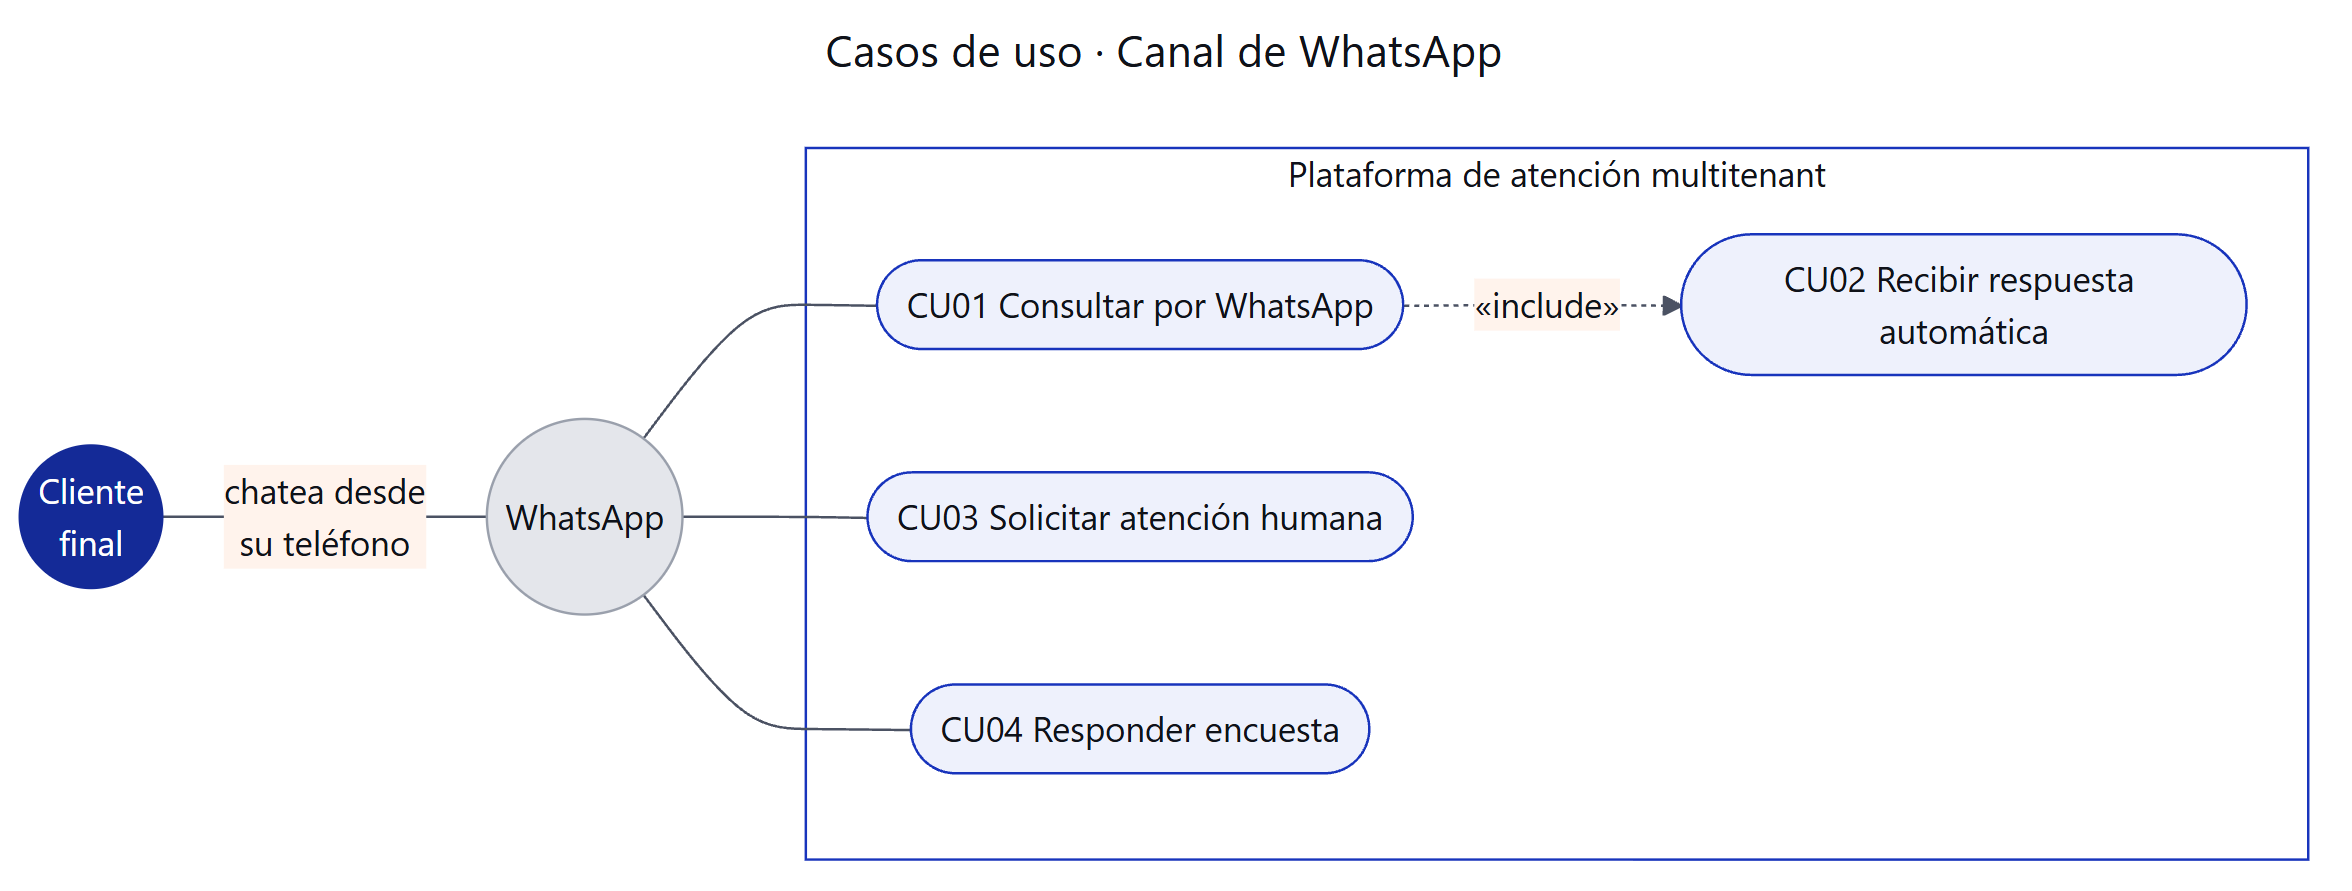 Casos de uso · Canal de WhatsApp
Plataforma de atención multitenant
CU01 Consultar por WhatsApp
«include»
CU02 Recibir respuesta
automática
Cliente
final
chatea desde
su teléfono
WhatsApp
CU03 Solicitar atención humana
CU04 Responder encuesta